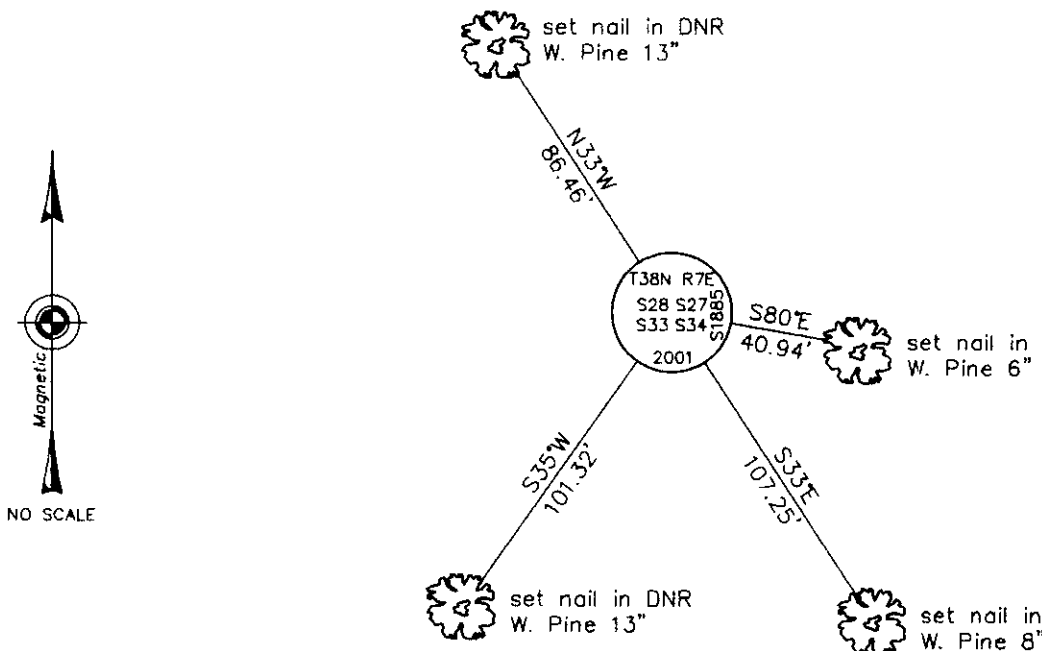 set nail in DNR
W. Pine 13"
N33°W
86.46'
T38N R7E
S28 S27
S33 S34
S1885
2001
S80°E
40.94'
set nail in
W. Pine 6"
Magnetic
NO SCALE
S35°W
101.32'
S33°E
107.25'
set nail in DNR
W. Pine 13"
set nail in
W. Pine 8"